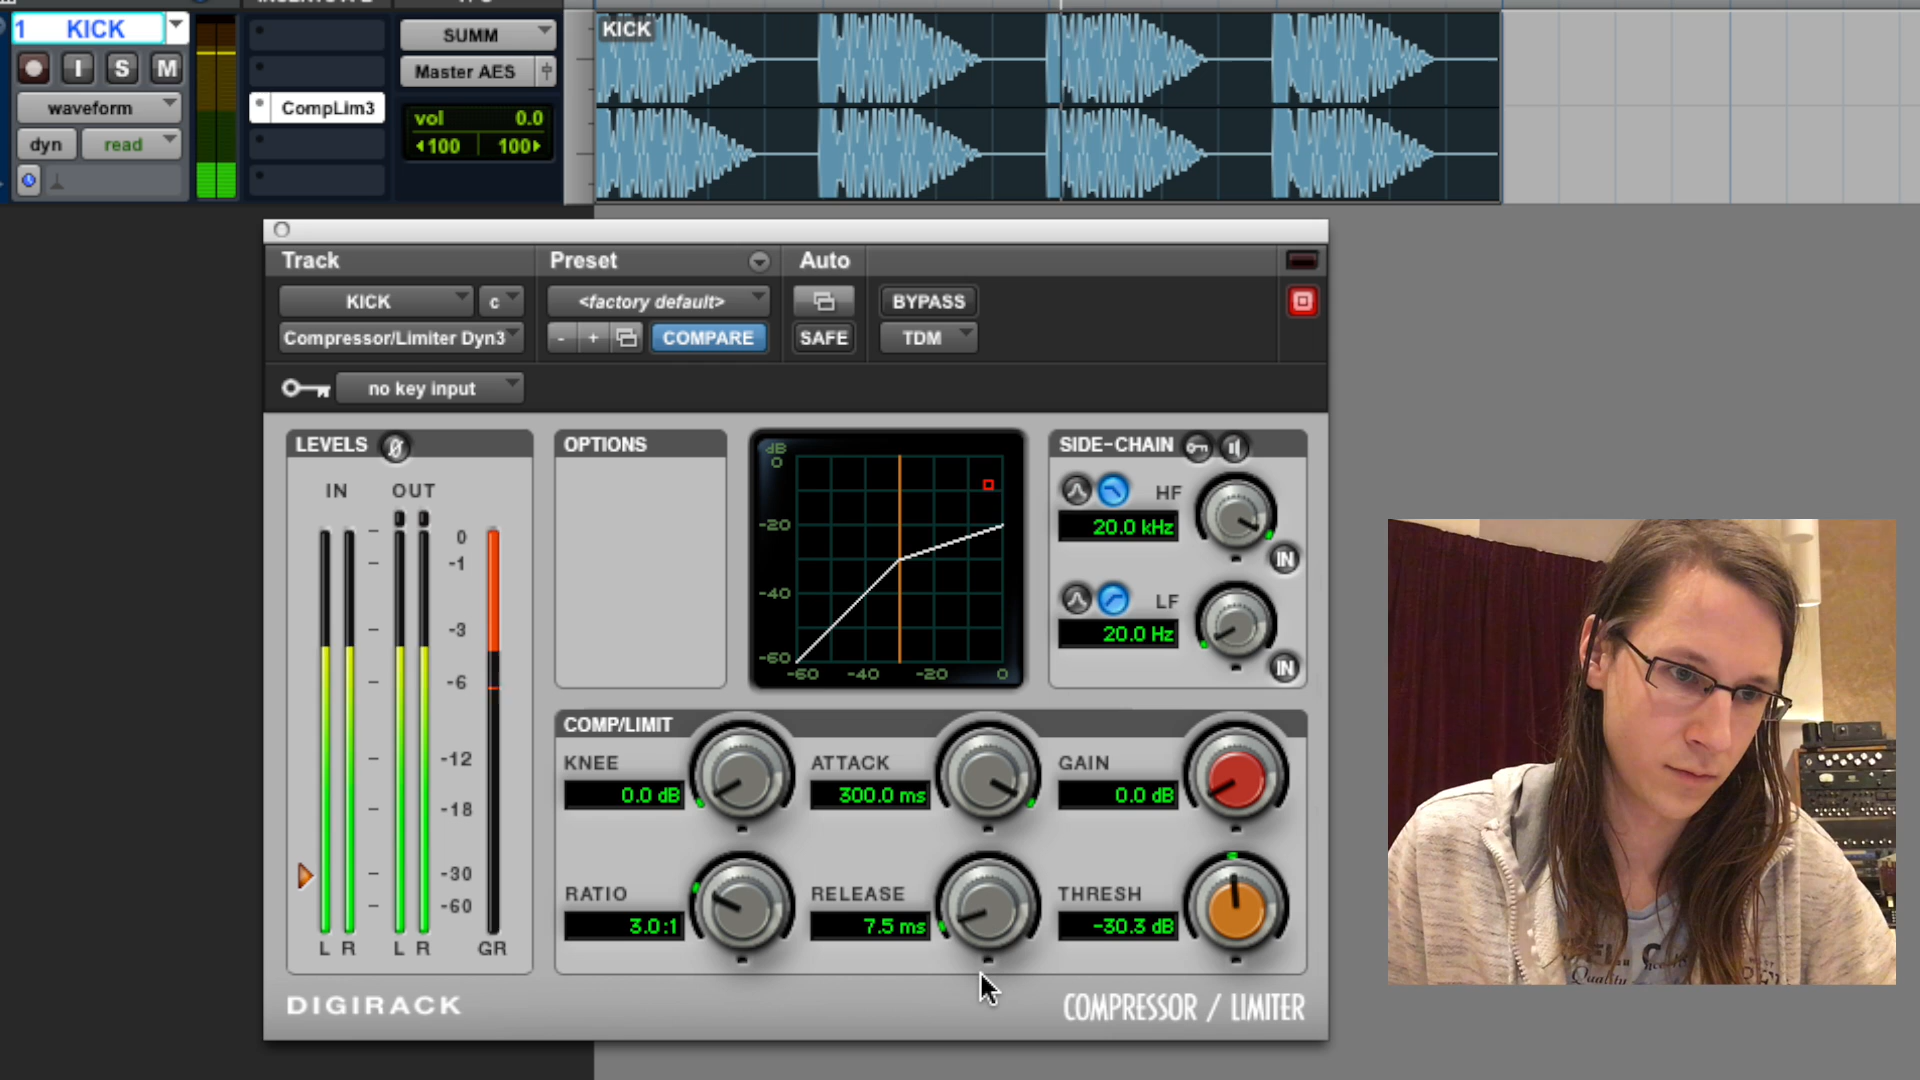 1 KICK
SUMM
I S M
Master AES
waveform
CompLim3
vol 0.0
dyn read
100 100
KICK
Track
Preset
Auto
KICK
c
<factory default>
BYPASS
Compressor/Limiter Dyn3
- +
COMPARE
SAFE
TDM
no key input
LEVELS
IN OUT
0
-1
-3
-6
-12
-18
-30
-60
L R L R GR
OPTIONS
dB
0
-20
-40
-60
-60 -40 -20 0
SIDE-CHAIN
HF
20.0 kHz
IN
LF
20.0 Hz
IN
COMP/LIMIT
KNEE
0.0 dB
ATTACK
300.0 ms
GAIN
0.0 dB
RATIO
3.0:1
RELEASE
7.5 ms
THRESH
-30.3 dB
DIGIRACK
COMPRESSOR / LIMITER
Quality